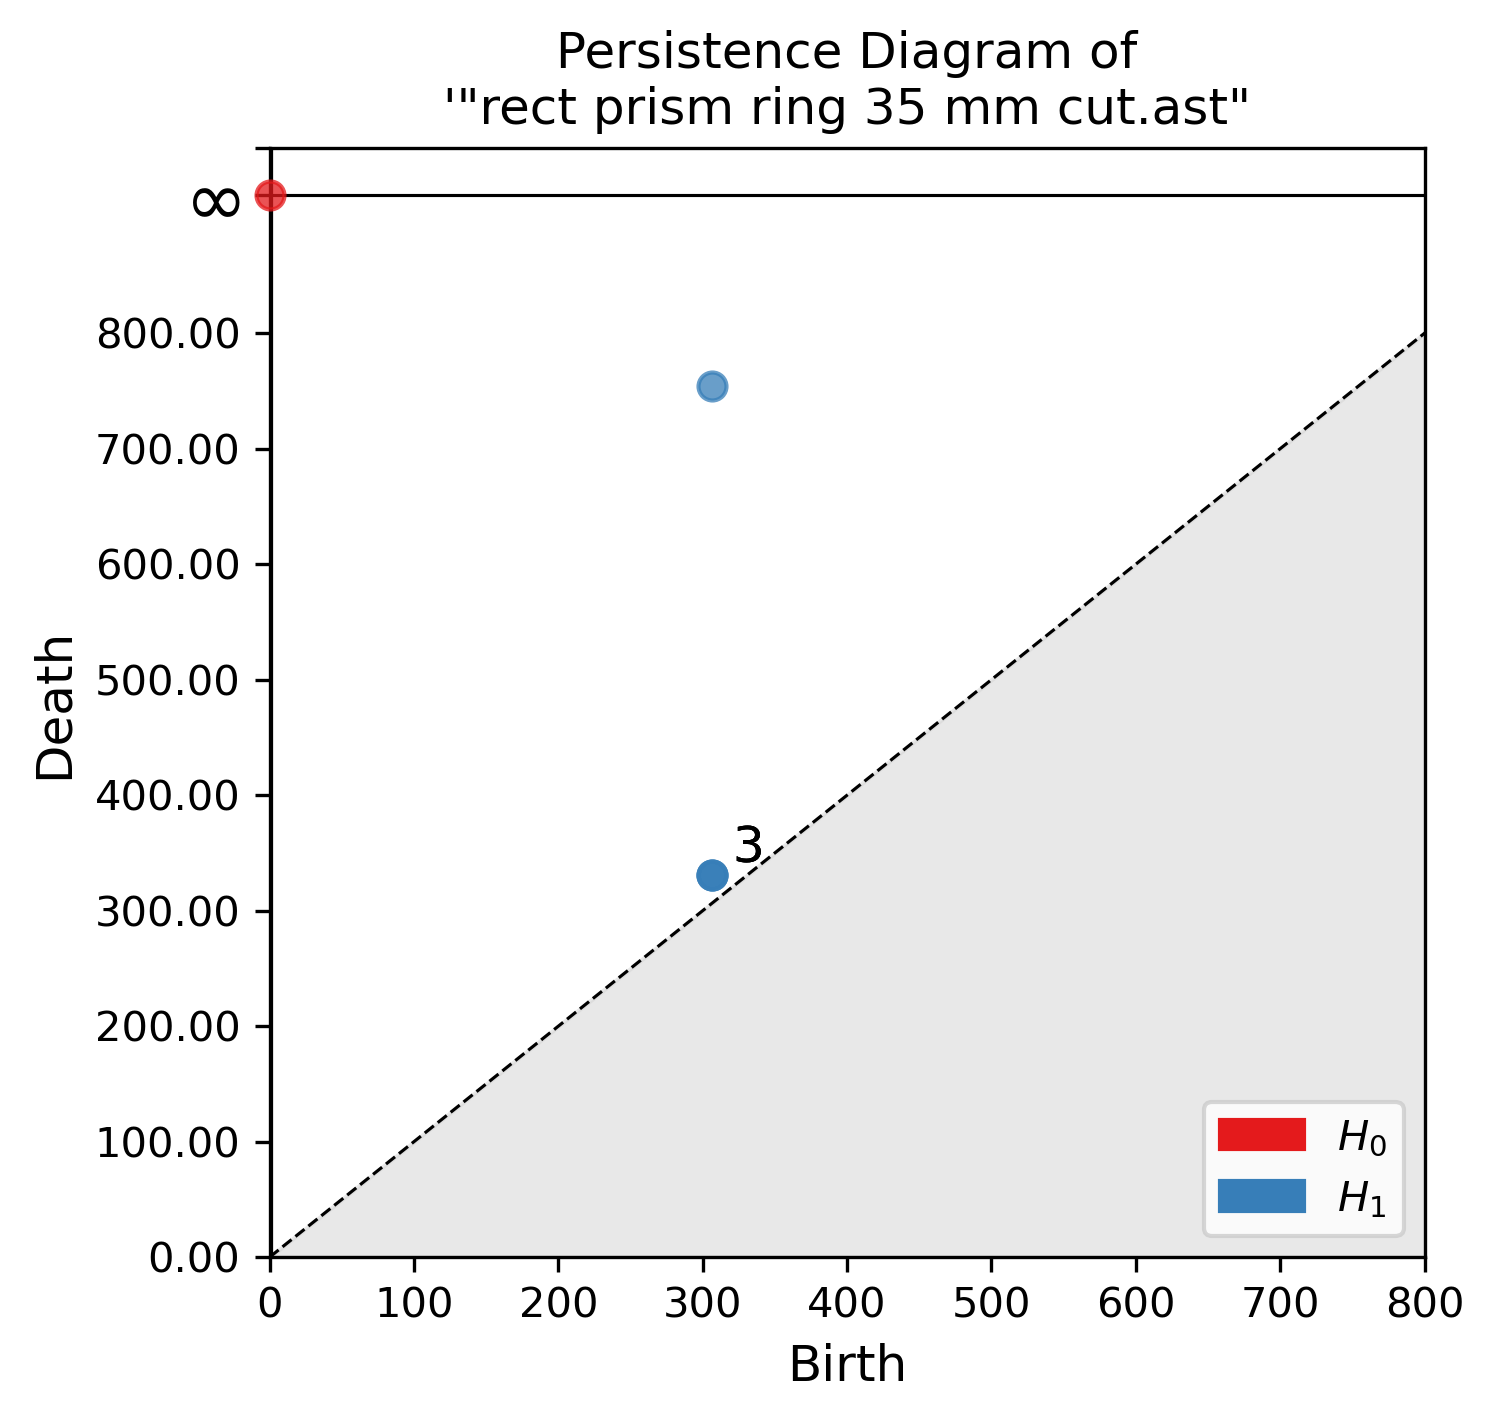 Persistence Diagram of
'"rect prism ring 35 mm cut.ast"
∞
800.00
700.00
600.00
500.00
400.00
300.00
200.00
100.00
0.00
Death
3
H0
H1
0 100 200 300 400 500 600 700 800
Birth